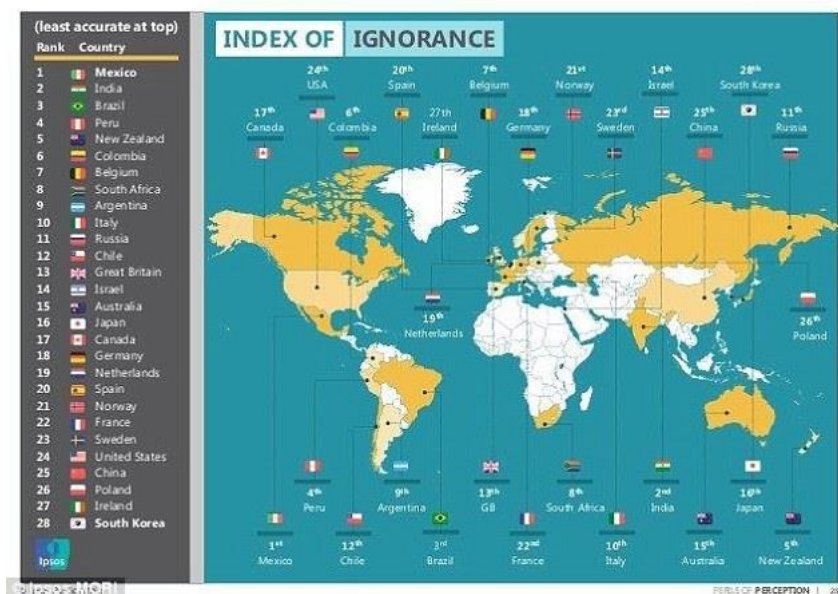 (least accurate at top)
Rank Country
1 Mexico
2 India
3 Brazil
4 Peru
5 New Zealand
6 Colombia
7 Belgium
8 South Africa
9 Argentina
10 Italy
11 Russia
12 Chile
13 Great Britain
14 Israel
15 Australia
16 Japan
17 Canada
18 Germany
19 Netherlands
20 Spain
21 Norway
22 France
23 Sweden
24 United States
25 China
26 Poland
27 Ireland
28 South Korea
Ipsos
© Ipsos MORI
INDEX OF IGNORANCE
24th USA
20th Spain
7th Belgium
21st Norway
14th Israel
28th South Korea
17th Canada
6th Colombia
27th Ireland
18th Germany
23rd Sweden
25th China
11th Russia
19th Netherlands
26th Poland
4th Peru
9th Argentina
13th GB
8th South Africa
2nd India
16th Japan
1st Mexico
12th Chile
3rd Brazil
22nd France
10th Italy
15th Australia
5th New Zealand
PERILS OF PERCEPTION |